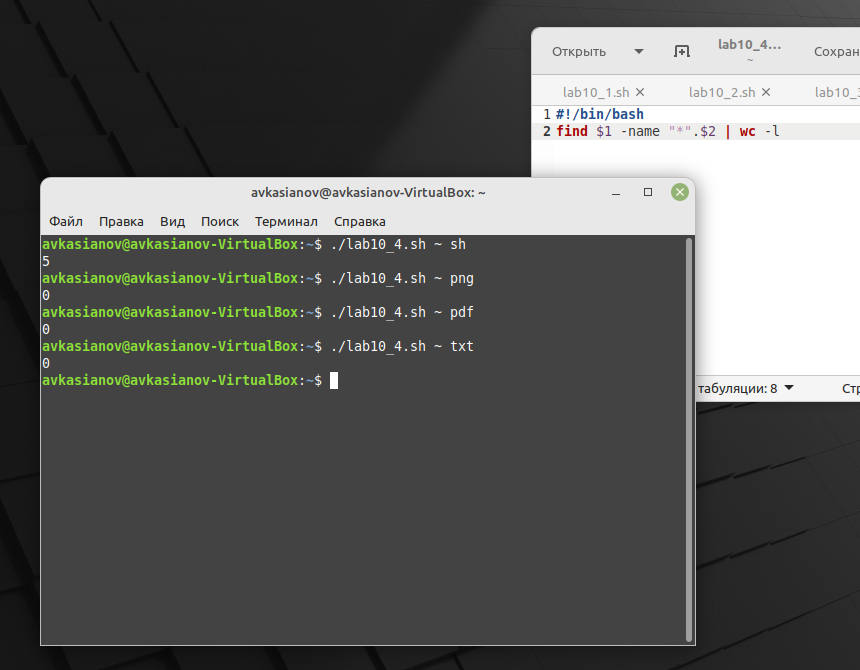 Открыть
lab10_4...
~
Сохран
lab10_1.sh
lab10_2.sh
lab10_3
1 #!/bin/bash
2 find $1 -name "*".$2 | wc -l
табуляции: 8
Стр
avkasianov@avkasianov-VirtualBox: ~
Файл Правка Вид Поиск Терминал Справка
avkasianov@avkasianov-VirtualBox:~$ ./lab10_4.sh ~ sh
5
avkasianov@avkasianov-VirtualBox:~$ ./lab10_4.sh ~ png
0
avkasianov@avkasianov-VirtualBox:~$ ./lab10_4.sh ~ pdf
0
avkasianov@avkasianov-VirtualBox:~$ ./lab10_4.sh ~ txt
0
avkasianov@avkasianov-VirtualBox:~$